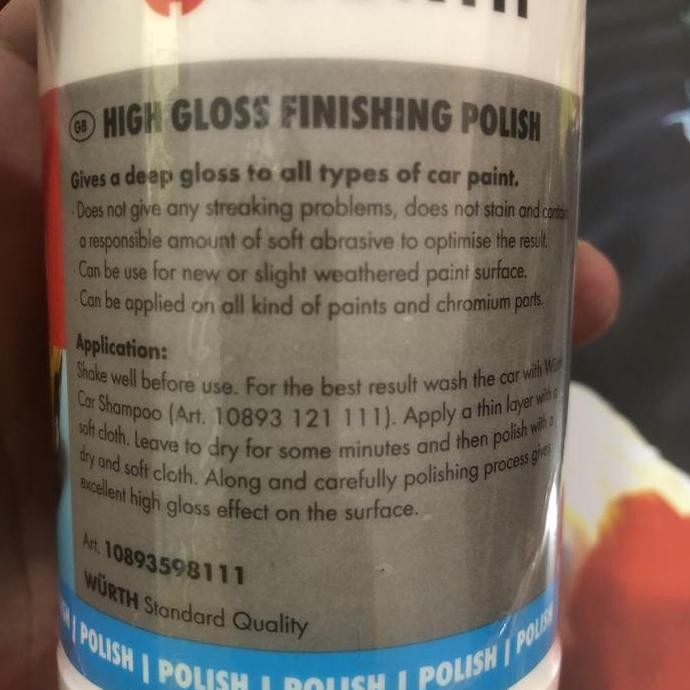 GB HIGH GLOSS FINISHING POLISH
Gives a deep gloss to all types of car paint.
· Does not give any streaking problems, does not stain and
a responsible amount of soft abrasive to optimise the result.
· Can be use for new or slight weathered paint surface.
· Can be applied on all kind of paints and chromium parts.
Application:
Shake well before use. For the best result wash the car with
Car Shampoo (Art. 10893 121 111). Apply a thin layer with a
soft cloth. Leave to dry for some minutes and then polish with a
dry and soft cloth. Along and carefully polishing process gives
excellent high gloss effect on the surface.
Art. 10893598111
WÜRTH Standard Quality
| POLISH | POLISH | POLISH | POLISH | POLISH